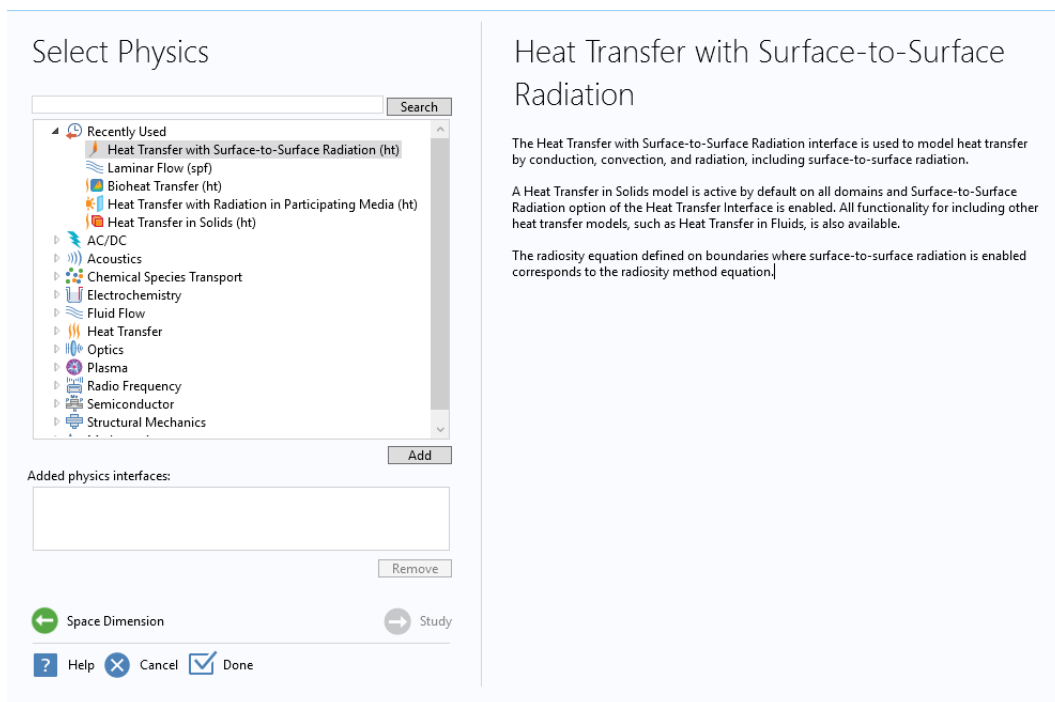 Select Physics
Search
Recently Used
Heat Transfer with Surface-to-Surface Radiation (ht)
Laminar Flow (spf)
Bioheat Transfer (ht)
Heat Transfer with Radiation in Participating Media (ht)
Heat Transfer in Solids (ht)
AC/DC
Acoustics
Chemical Species Transport
Electrochemistry
Fluid Flow
Heat Transfer
Optics
Plasma
Radio Frequency
Semiconductor
Structural Mechanics
Add
Added physics interfaces:
Remove
Space Dimension
Study
Help
Cancel
Done
Heat Transfer with Surface-to-Surface
Radiation
The Heat Transfer with Surface-to-Surface Radiation interface is used to model heat transfer
by conduction, convection, and radiation, including surface-to-surface radiation.
A Heat Transfer in Solids model is active by default on all domains and Surface-to-Surface
Radiation option of the Heat Transfer Interface is enabled. All functionality for including other
heat transfer models, such as Heat Transfer in Fluids, is also available.
The radiosity equation defined on boundaries where surface-to-surface radiation is enabled
corresponds to the radiosity method equation.